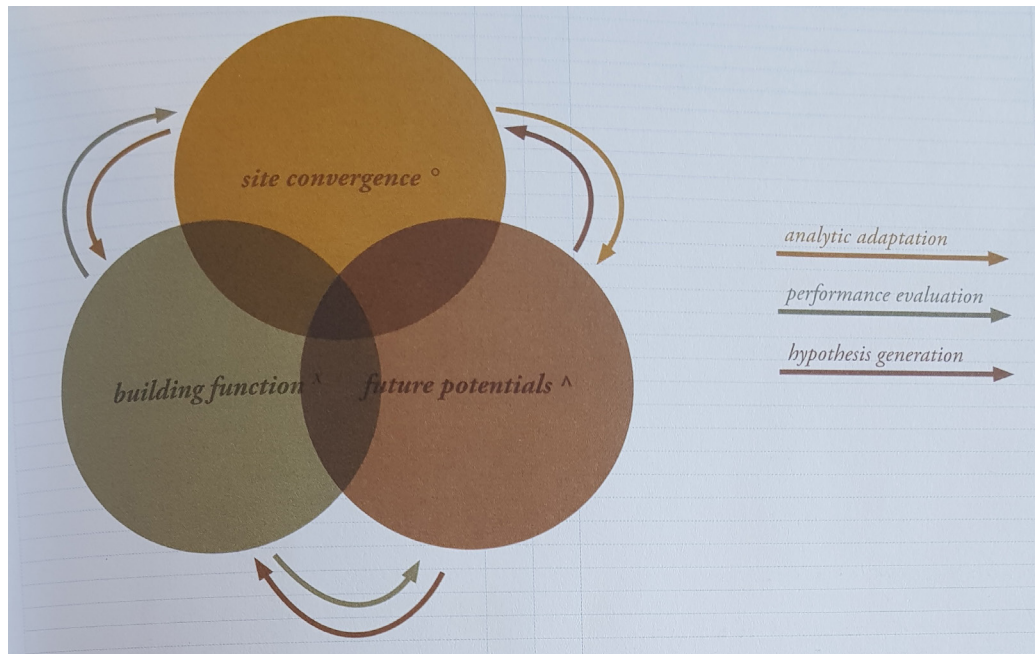 site convergence °
building function x
future potentials ^
analytic adaptation
performance evaluation
hypothesis generation